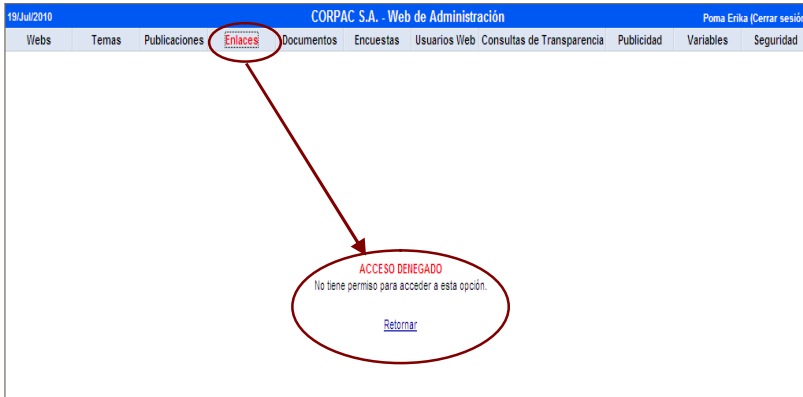 19/Jul/2010 CORPAC S.A. - Web de Administración Poma Erika (Cerrar sesión
Webs Temas Publicaciones Enlaces Documentos Encuestas Usuarios Web Consultas de Transparencia Publicidad Variables Seguridad
ACCESO DENEGADO
No tiene permiso para acceder a esta opción.
Retornar